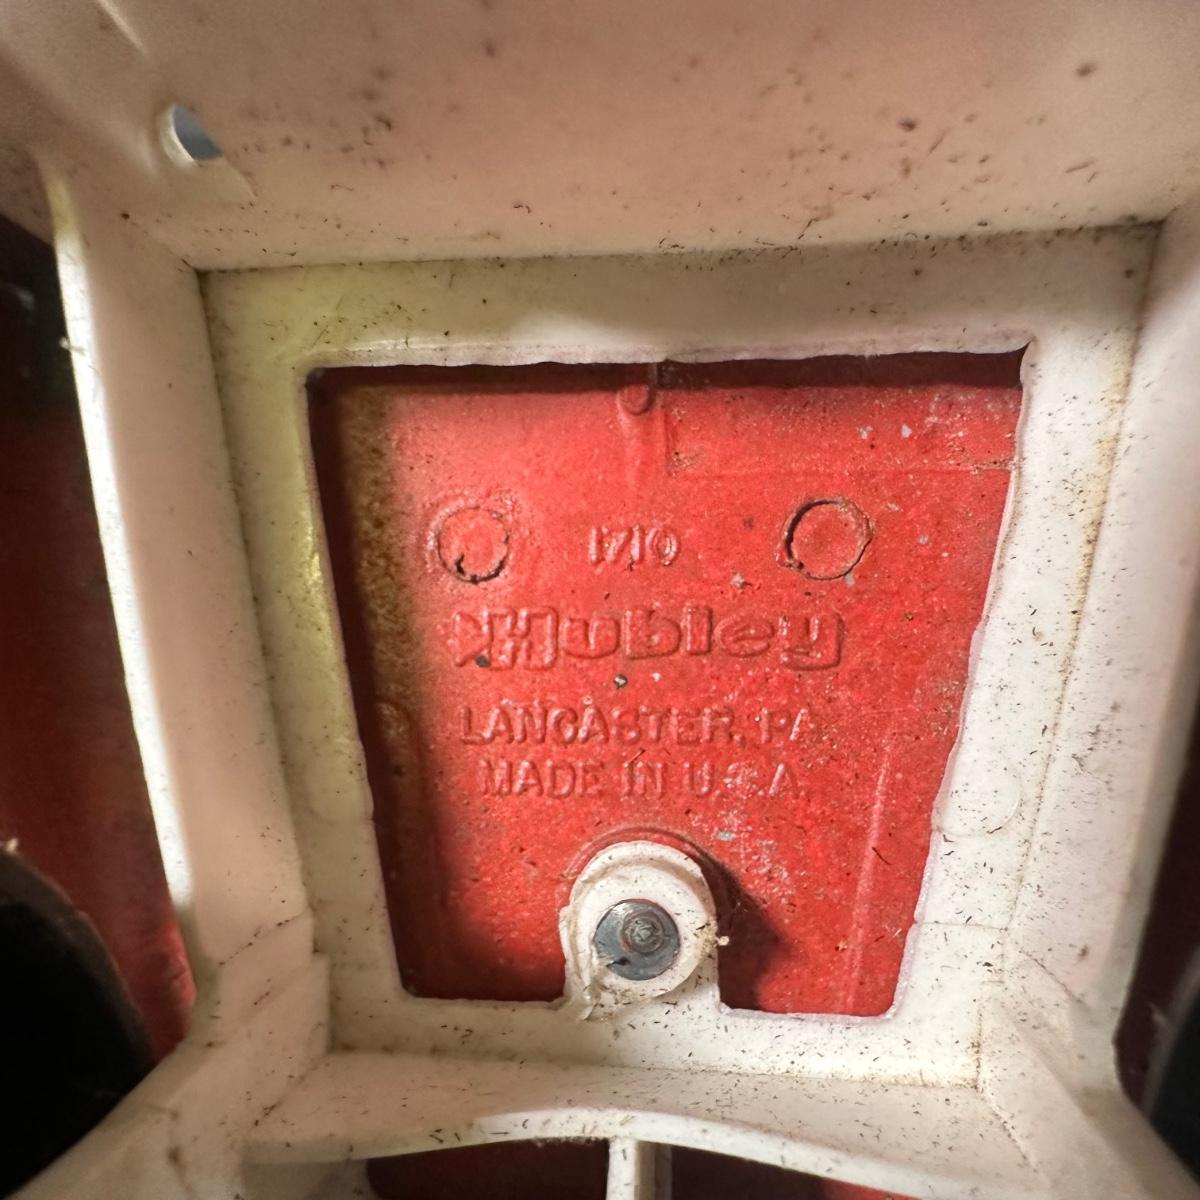 1710
Hubley
LANCASTER, PA.
MADE IN U.S.A.